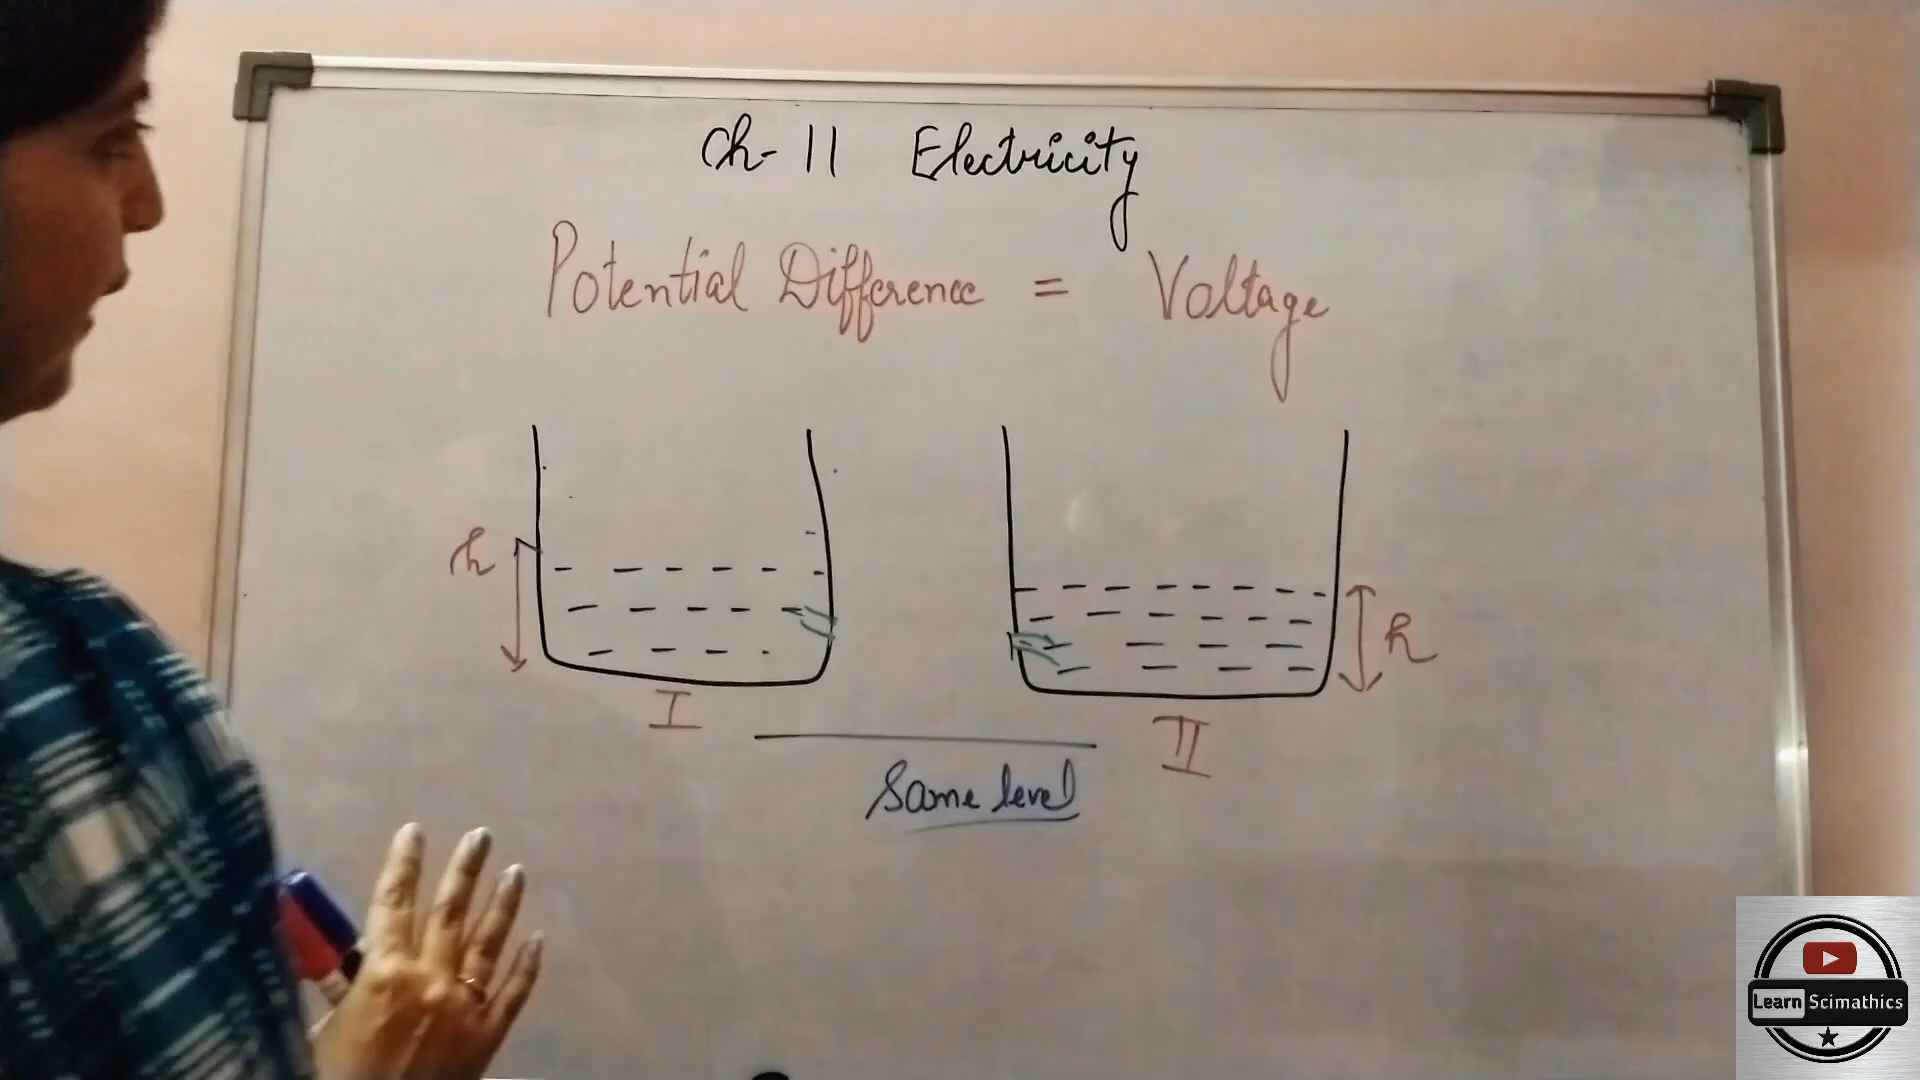 Ch- 11 Electricity
Potential Difference = Voltage
h
h
I
II
Same level
Learn Scimathics